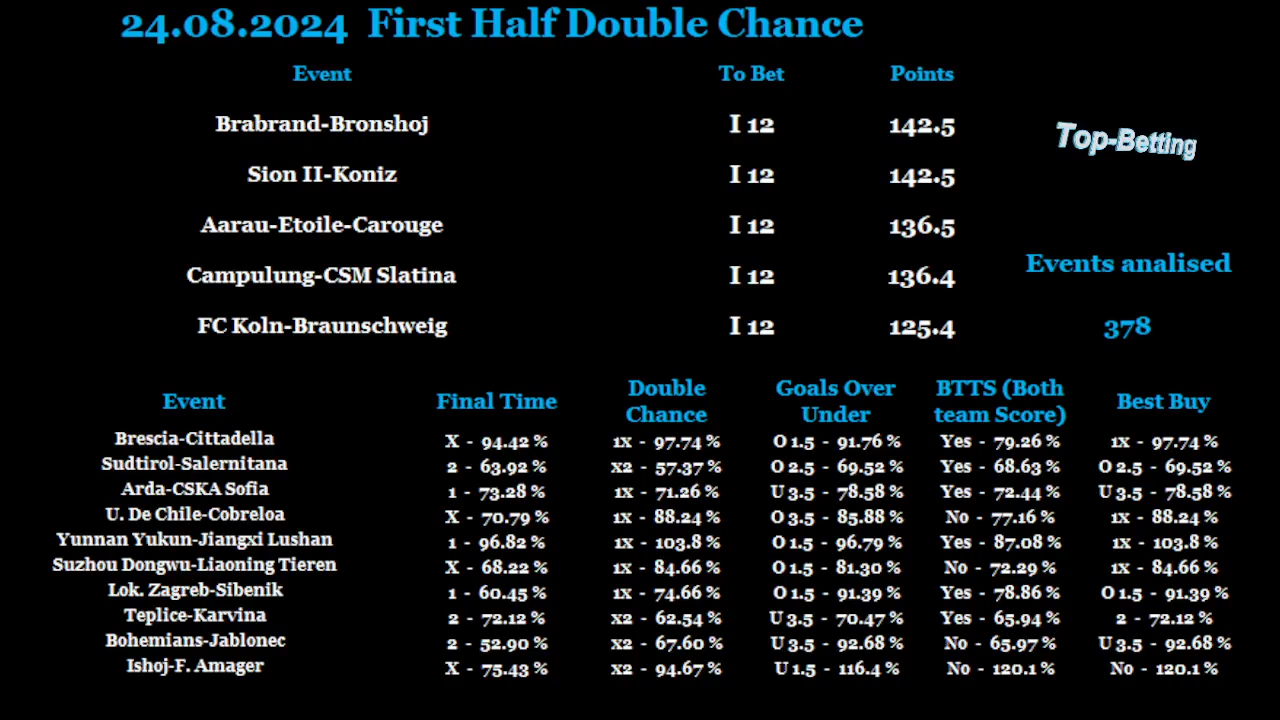 24.08.2024 First Half Double Chance
Event To Bet Points
Brabrand-Bronshoj I 12 142.5
Top-Betting
Sion II-Koniz I 12 142.5
Aarau-Etoile-Carouge I 12 136.5
Events analised
Campulung-CSM Slatina I 12 136.4
FC Koln-Braunschweig I 12 125.4 378
Event Final Time Double Chance Goals Over Under BTTS (Both team Score) Best Buy
Brescia-Cittadella X - 94.42 % 1X - 97.74 % O 1.5 - 91.76 % Yes - 79.26 % 1X - 97.74 %
Sudtirol-Salernitana 2 - 63.92 % X2 - 57.37 % O 2.5 - 69.52 % Yes - 68.63 % O 2.5 - 69.52 %
Arda-CSKA Sofia 1 - 73.28 % 1X - 71.26 % U 3.5 - 78.58 % Yes - 72.44 % U 3.5 - 78.58 %
U. De Chile-Cobreloa X - 70.79 % 1X - 88.24 % O 3.5 - 85.88 % No - 77.16 % 1X - 88.24 %
Yunnan Yukun-Jiangxi Lushan 1 - 96.82 % 1X - 103.8 % O 1.5 - 96.79 % Yes - 87.08 % 1X - 103.8 %
Suzhou Dongwu-Liaoning Tieren X - 68.22 % 1X - 84.66 % O 1.5 - 81.30 % No - 72.29 % 1X - 84.66 %
Lok. Zagreb-Sibenik 1 - 60.45 % 1X - 74.66 % O 1.5 - 91.39 % Yes - 78.86 % O 1.5 - 91.39 %
Teplice-Karvina 2 - 72.12 % X2 - 62.54 % U 3.5 - 70.47 % Yes - 65.94 % 2 - 72.12 %
Bohemians-Jablonec 2 - 52.90 % X2 - 67.60 % U 3.5 - 92.68 % No - 65.97 % U 3.5 - 92.68 %
Ishoj-F. Amager X - 75.43 % X2 - 94.67 % U 1.5 - 116.4 % No - 120.1 % No - 120.1 %